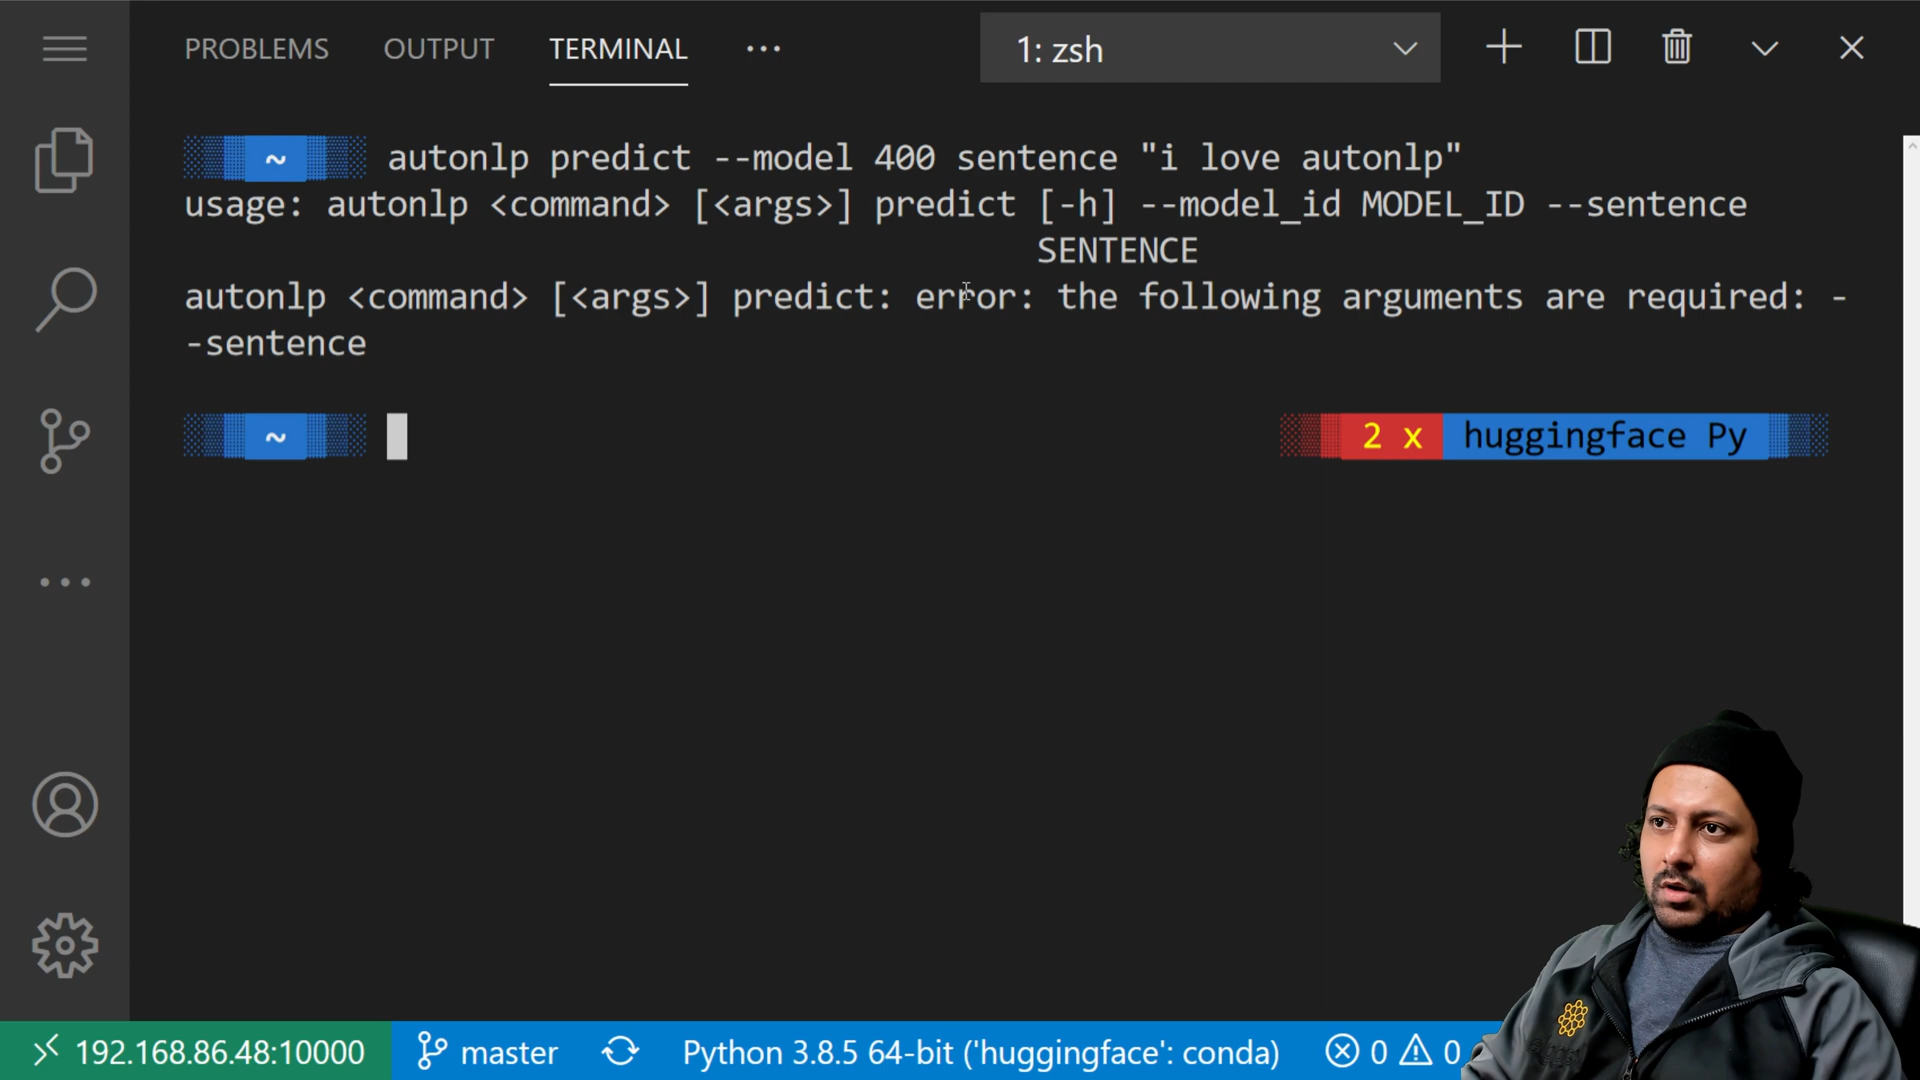 PROBLEMS OUTPUT TERMINAL ··· 1: zsh
~ autonlp predict --model 400 sentence "i love autonlp"
usage: autonlp <command> [<args>] predict [-h] --model_id MODEL_ID --sentence
SENTENCE
autonlp <command> [<args>] predict: error: the following arguments are required: -
-sentence
~ 2 x huggingface Py
192.168.86.48:10000 master Python 3.8.5 64-bit ('huggingface': conda) 0 0